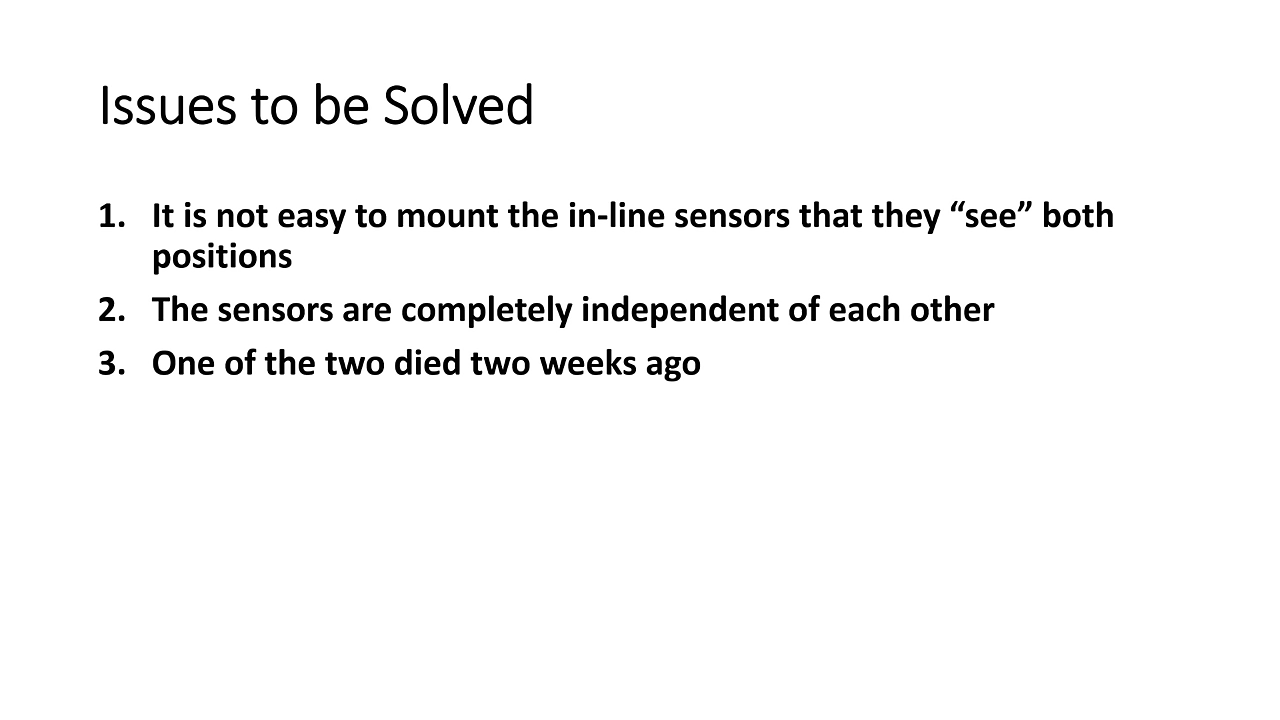 Issues to be Solved
1. It is not easy to mount the in-line sensors that they “see” both
positions
2. The sensors are completely independent of each other
3. One of the two died two weeks ago